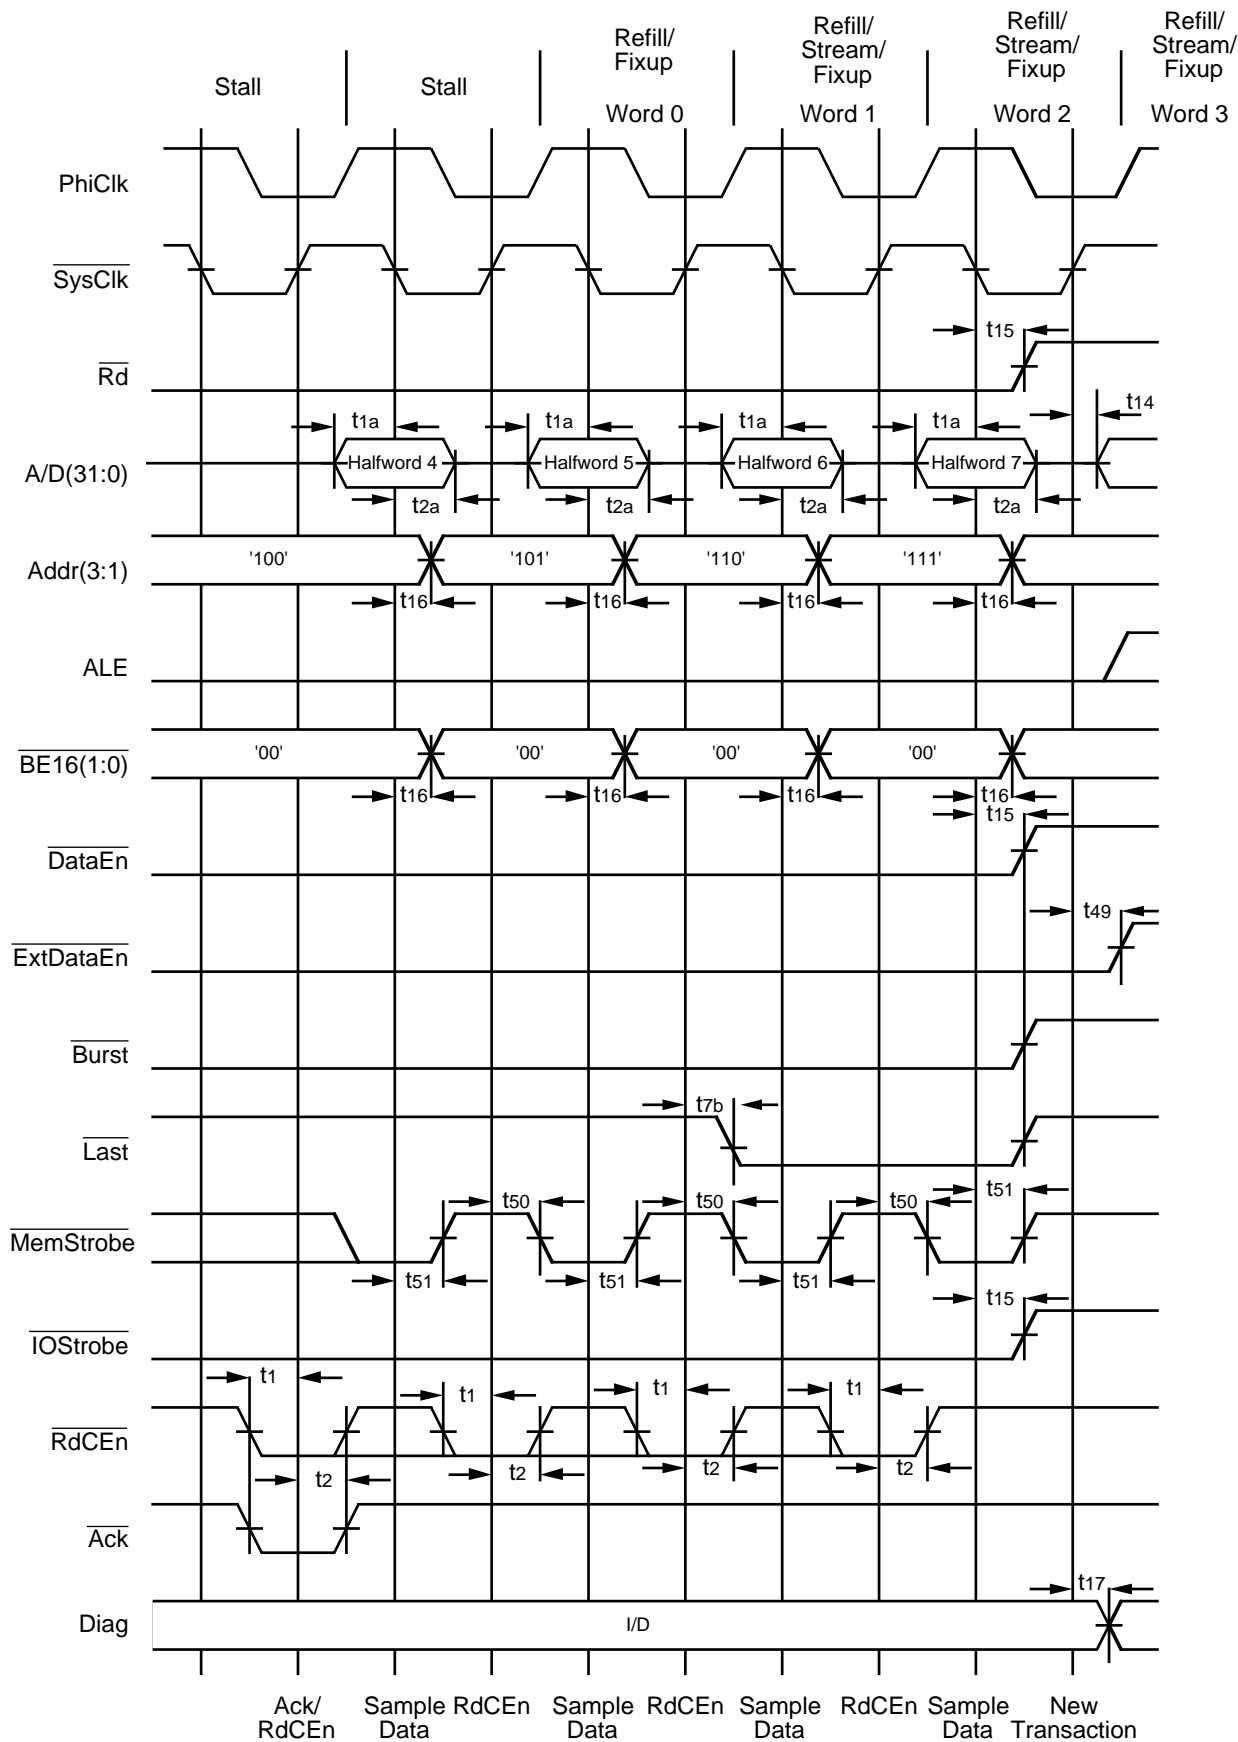 Refill/
Fixup
Refill/
Stream/
Fixup
Refill/
Stream/
Fixup
Refill/
Stream/
Fixup
Stall
Stall
Word 0
Word 1
Word 2
Word 3
PhiClk
SysClk
t15
Rd
t14
t1a
t1a
t1a
t1a
A/D(31:0)
Halfword 4
Halfword 5
Halfword 6
Halfword 7
t2a
t2a
t2a
t2a
Addr(3:1)
'100'
'101'
'110'
'111'
t16
t16
t16
t16
ALE
BE16(1:0)
'00'
'00'
'00'
'00'
t16
t16
t16
t16
t15
DataEn
t49
ExtDataEn
Burst
t7b
Last
t51
t50
t50
t50
MemStrobe
t51
t51
t51
t15
IOStrobe
t1
t1
t1
t1
RdCEn
t2
t2
t2
t2
Ack
t17
Diag
I/D
Ack/
RdCEn
Sample
Data
RdCEn
Sample
Data
RdCEn
Sample
Data
RdCEn
Sample
Data
New
Transaction